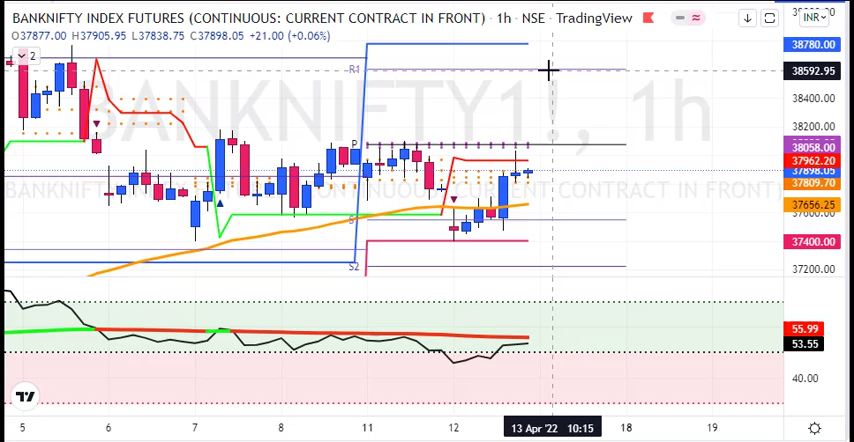 BANKNIFTY INDEX FUTURES (CONTINUOUS: CURRENT CONTRACT IN FRONT) · 1h · NSE · TradingView
INR
O37877.00 H37905.95 L37838.75 C37898.05 +21.00 (+0.06%)
2
38780.00
R1
38592.95
BANKNIFTY1!, 1h
38400.00
38200.00
P
38058.00
37962.20
37898.05
37809.70
BANKNIFTY INDEX FUTURES (CONTINUOUS: CURRENT CONTRACT IN FRONT)
37656.25
37600.00
37400.00
S2
37200.00
55.99
53.55
40.00
5 6 7 8 11 12 13 Apr '22 10:15 18 19